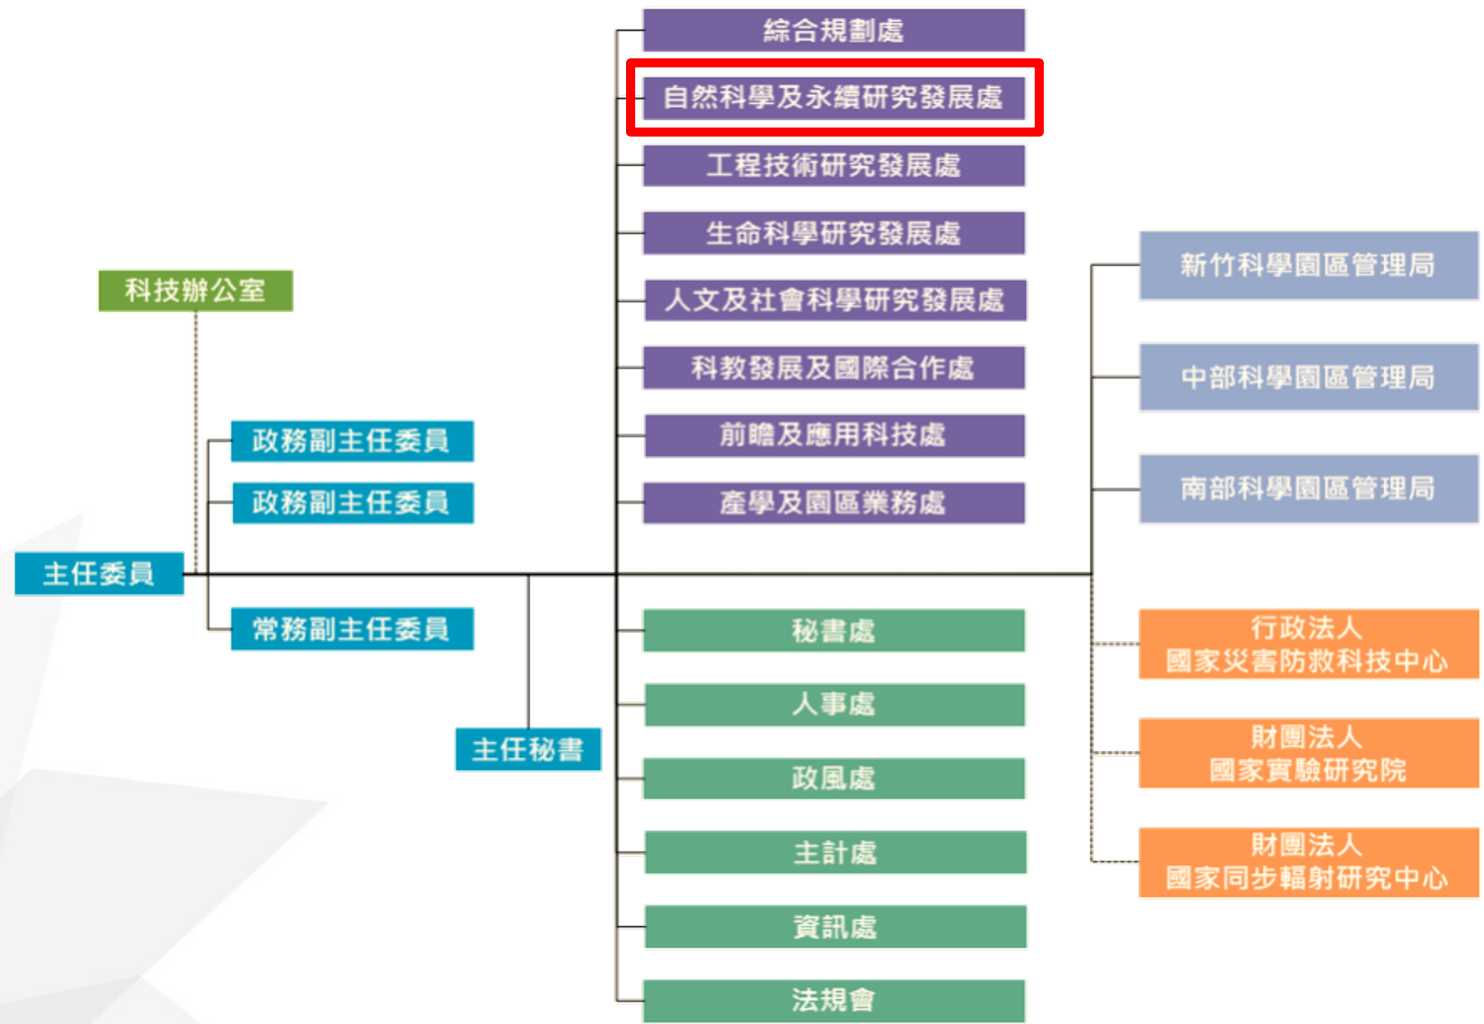 綜合規劃處
自然科學及永續研究發展處
工程技術研究發展處
生命科學研究發展處
人文及社會科學研究發展處
科教發展及國際合作處
前瞻及應用科技處
產學及園區業務處
科技辦公室
政務副主任委員
政務副主任委員
主任委員
常務副主任委員
主任秘書
秘書處
人事處
政風處
主計處
資訊處
法規會
新竹科學園區管理局
中部科學園區管理局
南部科學園區管理局
行政法人
國家災害防救科技中心
財團法人
國家實驗研究院
財團法人
國家同步輻射研究中心